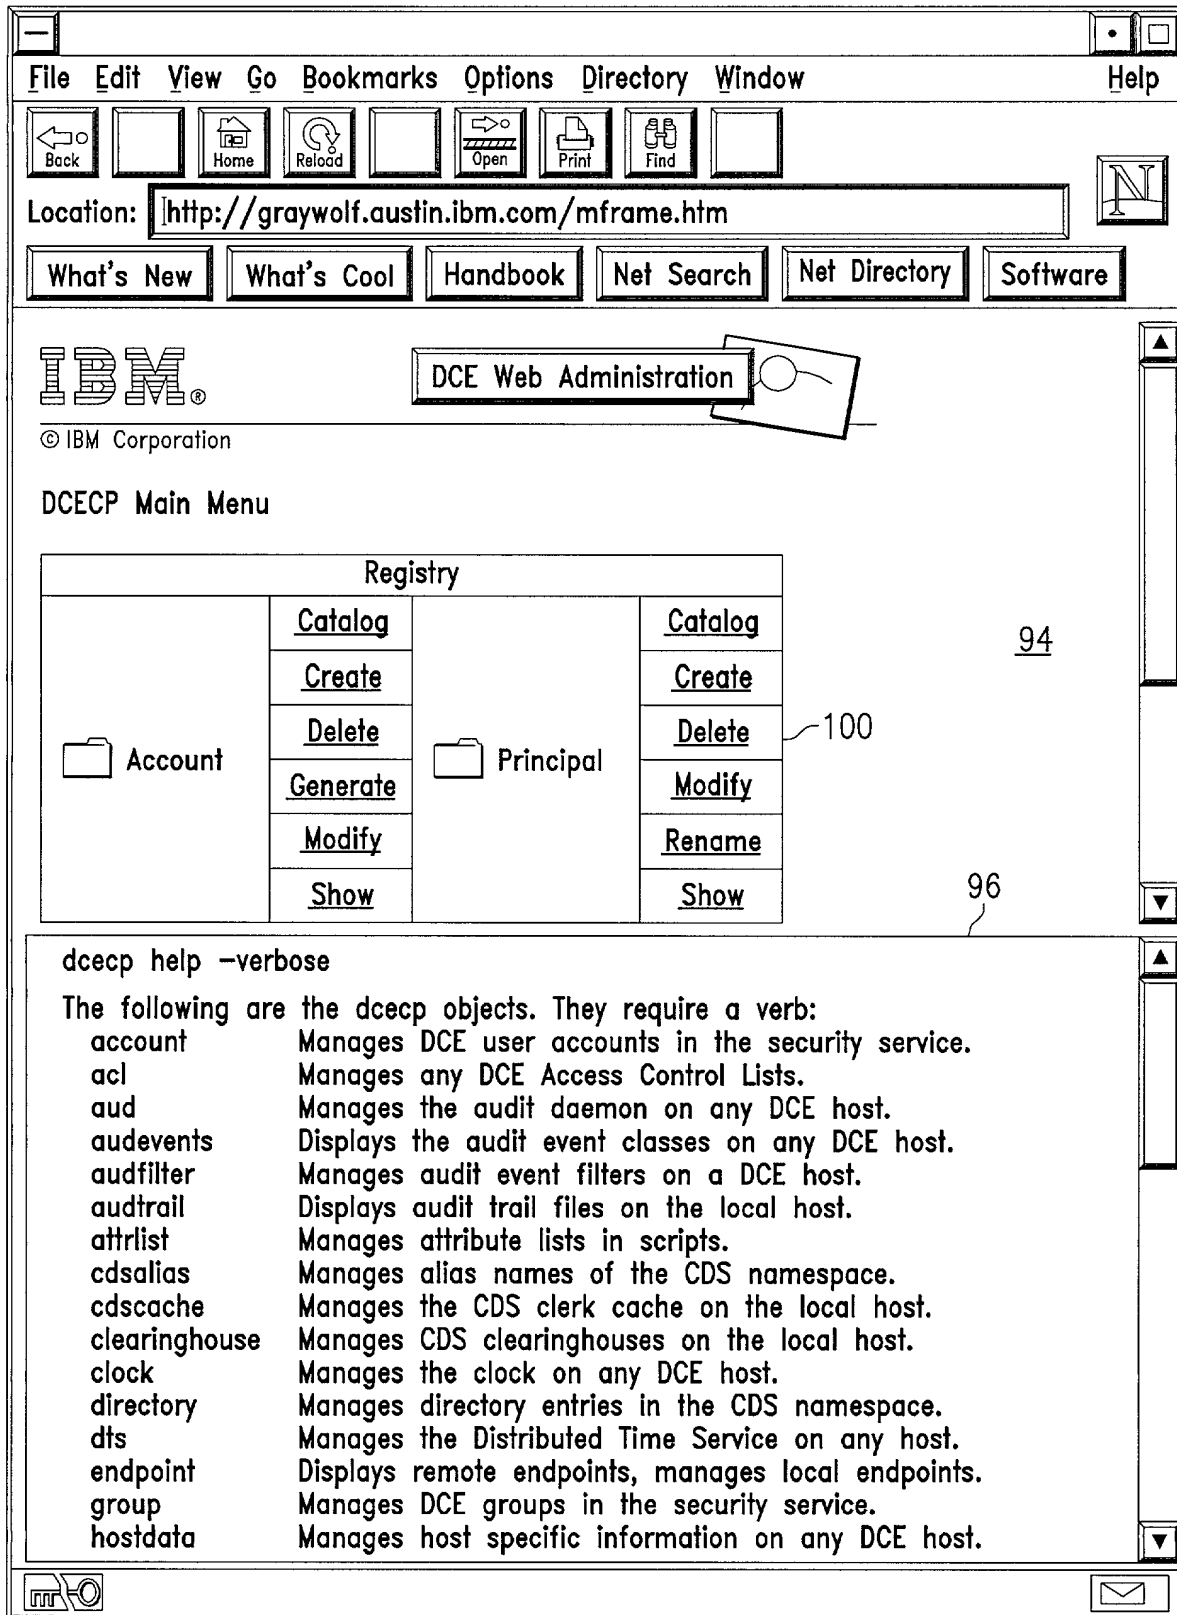 File Edit View Go Bookmarks Options Directory Window Help
Back Home Reload Open Print Find
N
Location: http://graywolf.austin.ibm.com/mframe.htm
What's New What's Cool Handbook Net Search Net Directory Software
IBM®
DCE Web Administration
© IBM Corporation
DCECP Main Menu
Registry
Account
Catalog
Create
Delete
Generate
Modify
Show
Principal
Catalog
Create
Delete
Modify
Rename
Show
94
100
96
dcecp help -verbose
The following are the dcecp objects. They require a verb:
account Manages DCE user accounts in the security service.
acl Manages any DCE Access Control Lists.
aud Manages the audit daemon on any DCE host.
audevents Displays the audit event classes on any DCE host.
audfilter Manages audit event filters on a DCE host.
audtrail Displays audit trail files on the local host.
attrlist Manages attribute lists in scripts.
cdsalias Manages alias names of the CDS namespace.
cdscache Manages the CDS clerk cache on the local host.
clearinghouse Manages CDS clearinghouses on the local host.
clock Manages the clock on any DCE host.
directory Manages directory entries in the CDS namespace.
dts Manages the Distributed Time Service on any host.
endpoint Displays remote endpoints, manages local endpoints.
group Manages DCE groups in the security service.
hostdata Manages host specific information on any DCE host.